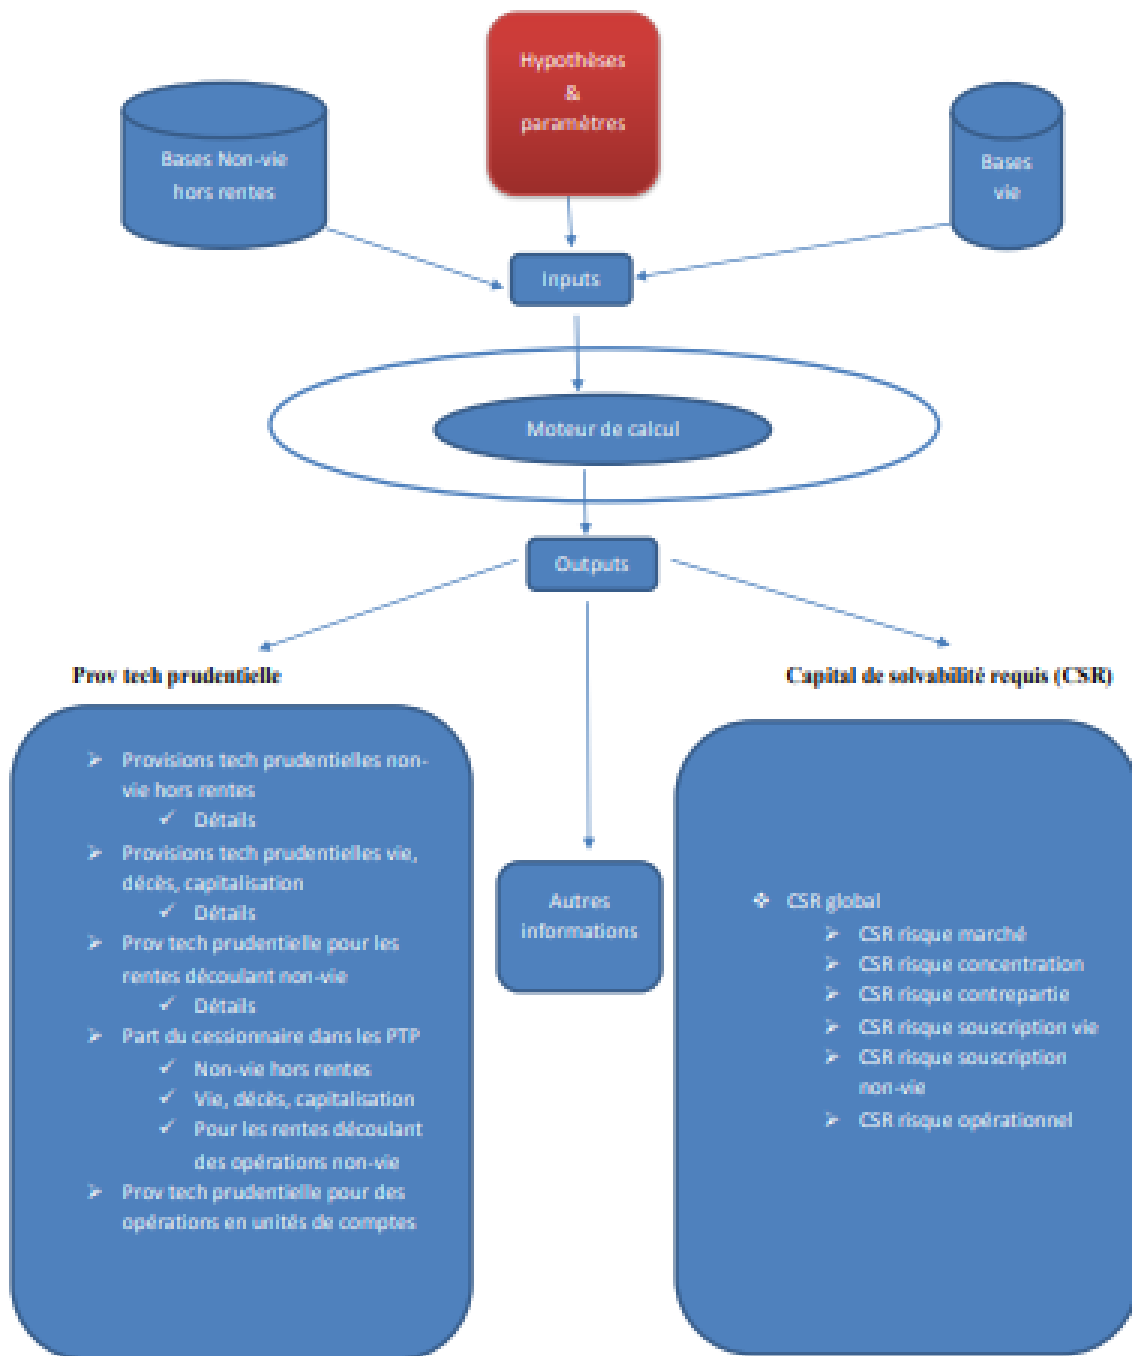 Hypothèses
&
paramètres
Bases Non-vie
hors rentes
Bases
vie
Inputs
Moteur de calcul
Outputs
Prov tech prudentielle
➢ Provisions tech prudentielles non-
vie hors rentes
✓ Détails
➢ Provisions tech prudentielles vie,
décès, capitalisation
✓ Détails
➢ Prov tech prudentielle pour les
rentes découlant non-vie
✓ Détails
➢ Part du cessionnaire dans les PTP
✓ Non-vie hors rentes
✓ Vie, décès, capitalisation
✓ Pour les rentes découlant
des opérations non-vie
➢ Prov tech prudentielle pour des
opérations en unités de comptes
Autres
informations
Capital de solvabilité requis (CSR)
❖ CSR global
➢ CSR risque marché
➢ CSR risque concentration
➢ CSR risque contrepartie
➢ CSR risque souscription vie
➢ CSR risque souscription
non-vie
➢ CSR risque opérationnel